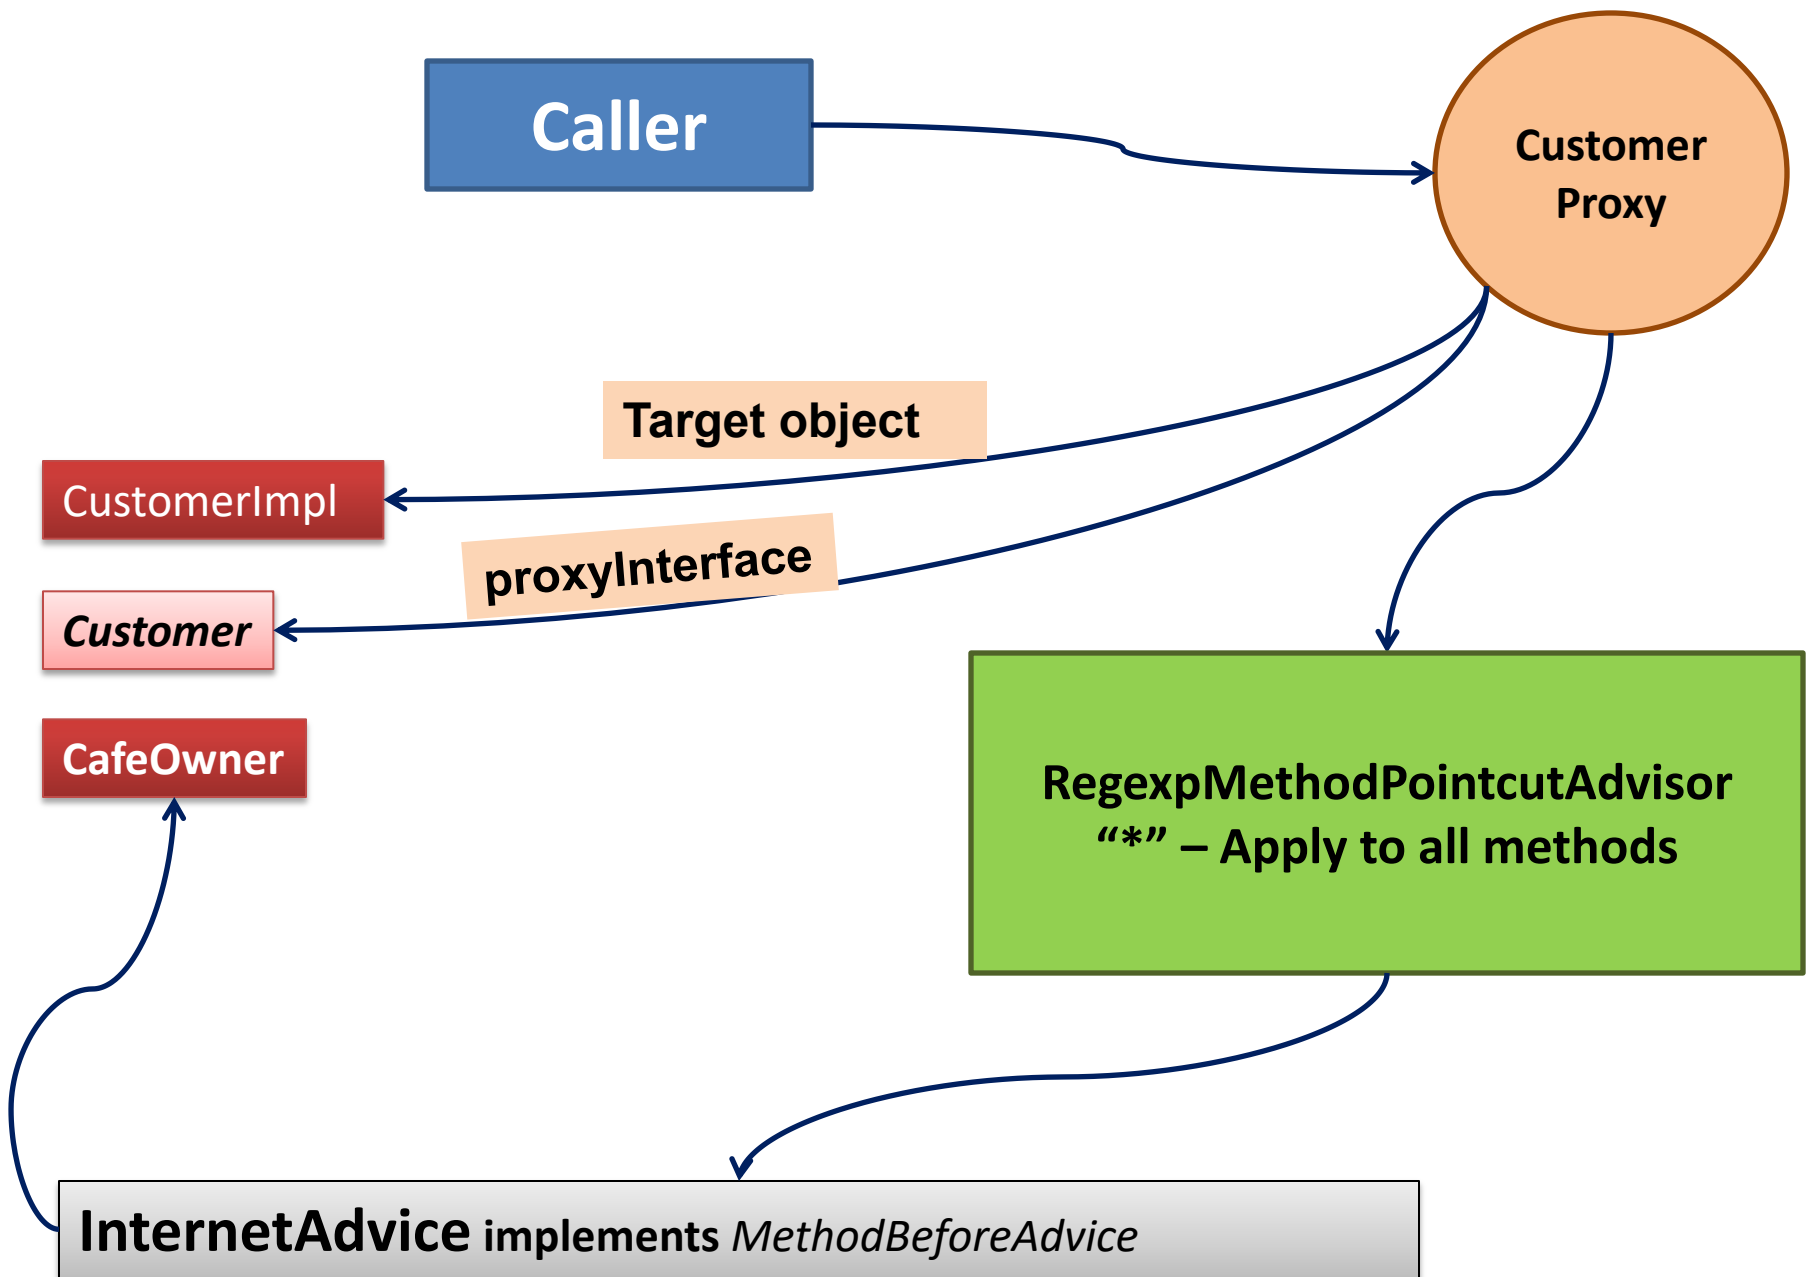 Caller
Customer
Proxy
Target object
CustomerImpl
proxyInterface
Customer
CafeOwner
RegexpMethodPointcutAdvisor
“*” – Apply to all methods
InternetAdvice implements MethodBeforeAdvice